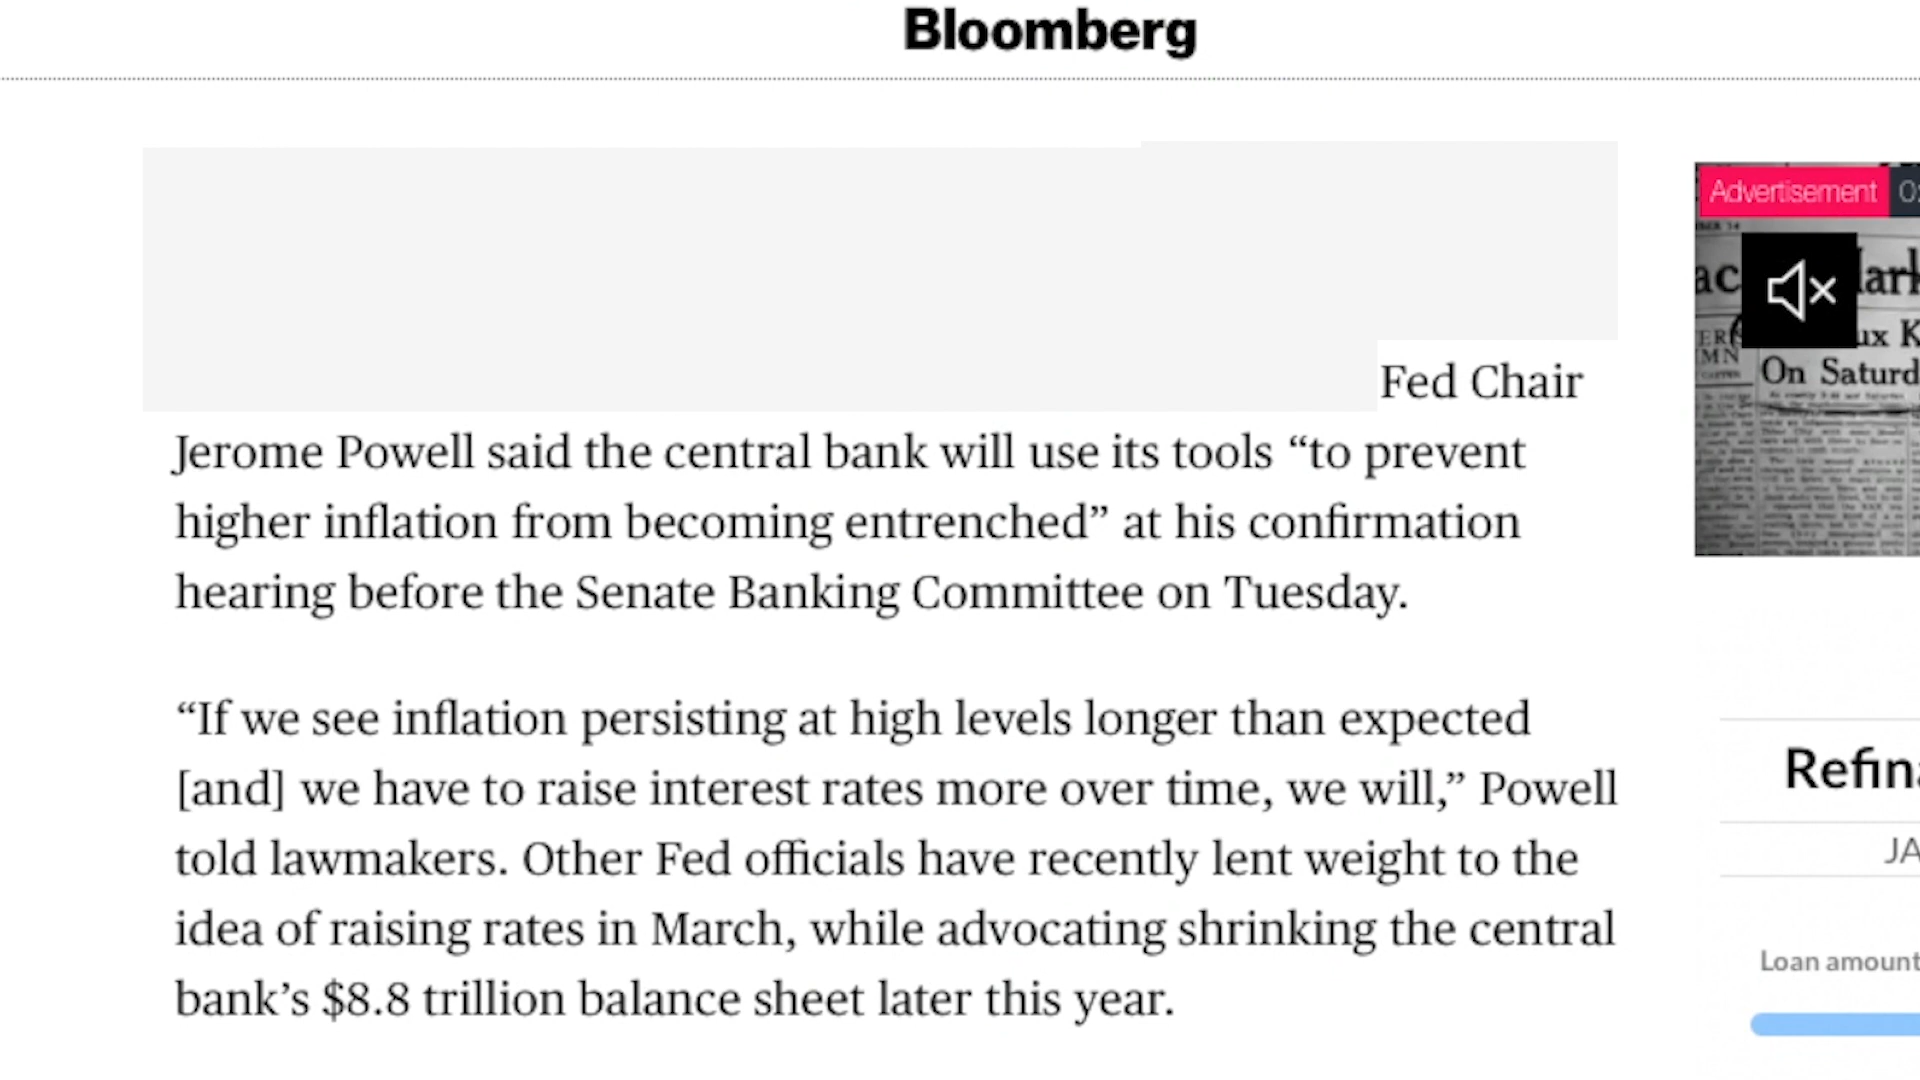 Bloomberg
Fed Chair
Jerome Powell said the central bank will use its tools “to prevent
higher inflation from becoming entrenched” at his confirmation
hearing before the Senate Banking Committee on Tuesday.
“If we see inflation persisting at high levels longer than expected
[and] we have to raise interest rates more over time, we will,” Powell
told lawmakers. Other Fed officials have recently lent weight to the
idea of raising rates in March, while advocating shrinking the central
bank’s $8.8 trillion balance sheet later this year.
Advertisement
On Saturd
Refin
JA
Loan amount